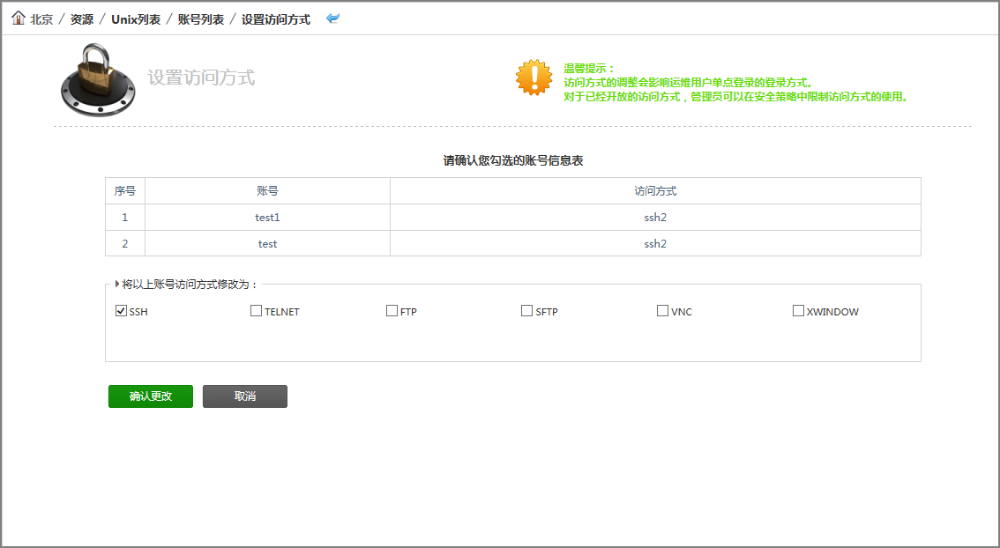 北京 / 资源 / Unix列表 / 账号列表 / 设置访问方式
设置访问方式
温馨提示：
访问方式的调整会影响运维用户单点登录的登录方式。
对于已经开放的访问方式，管理员可以在安全策略中限制访问方式的使用。
请确认您勾选的账号信息表
序号 账号 访问方式
1 test1 ssh2
2 test ssh2
将以上账号访问方式修改为：
SSH TELNET FTP SFTP VNC XWINDOW
确认更改 取消